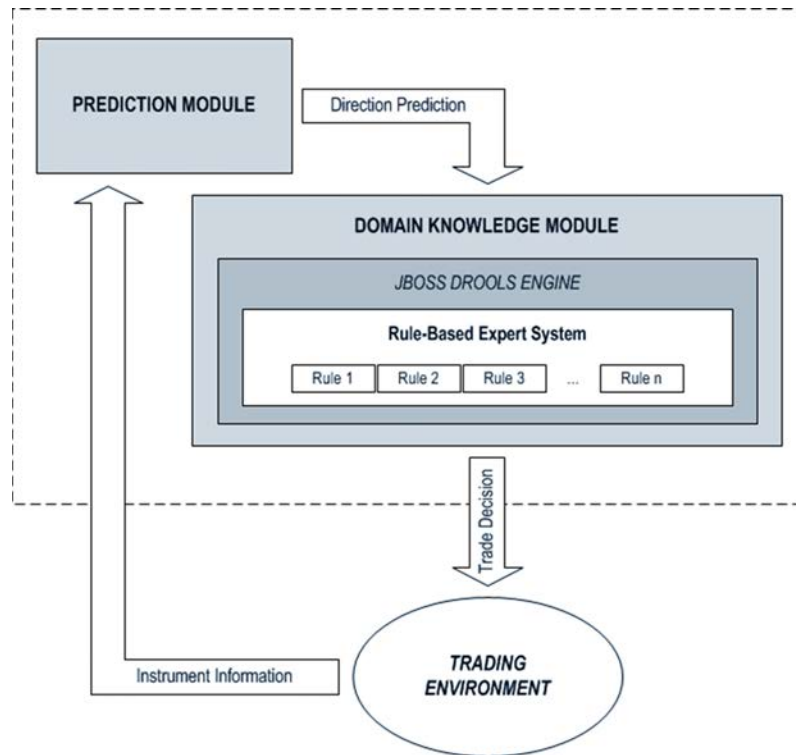 PREDICTION MODULE
Direction Prediction
DOMAIN KNOWLEDGE MODULE
JBOSS DROOLS ENGINE
Rule-Based Expert System
Rule 1 Rule 2 Rule 3 ... Rule n
Trade Decision
TRADING
ENVIRONMENT
Instrument Information